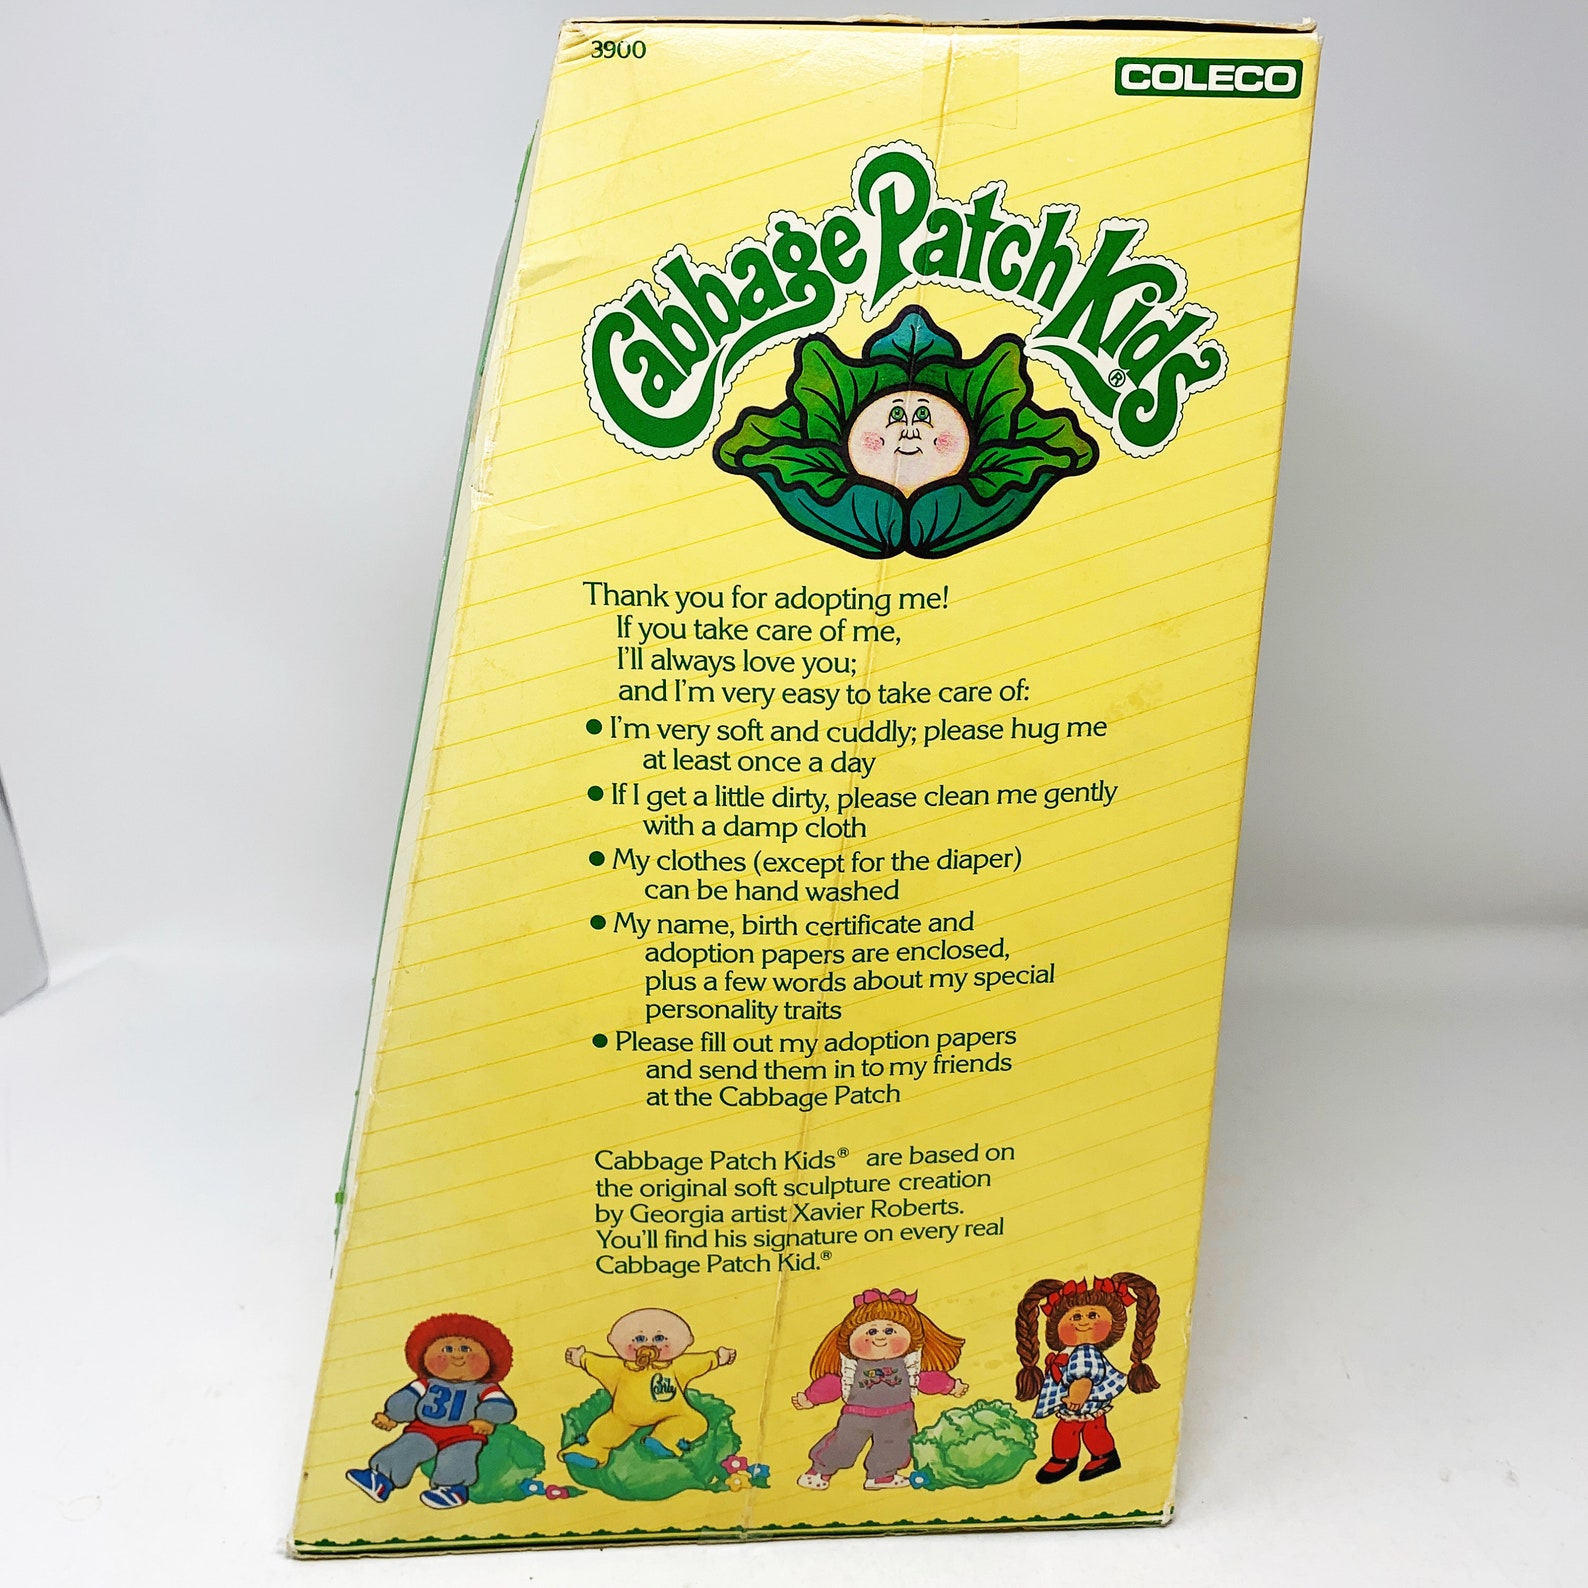 3900
COLECO
Cabbage Patch Kids®
Thank you for adopting me!
If you take care of me,
I'll always love you;
and I'm very easy to take care of:
● I'm very soft and cuddly; please hug me
at least once a day
● If I get a little dirty, please clean me gently
with a damp cloth
● My clothes (except for the diaper)
can be hand washed
● My name, birth certificate and
adoption papers are enclosed,
plus a few words about my special
personality traits
● Please fill out my adoption papers
and send them in to my friends
at the Cabbage Patch
Cabbage Patch Kids® are based on
the original soft sculpture creation
by Georgia artist Xavier Roberts.
You'll find his signature on every real
Cabbage Patch Kid.®
31